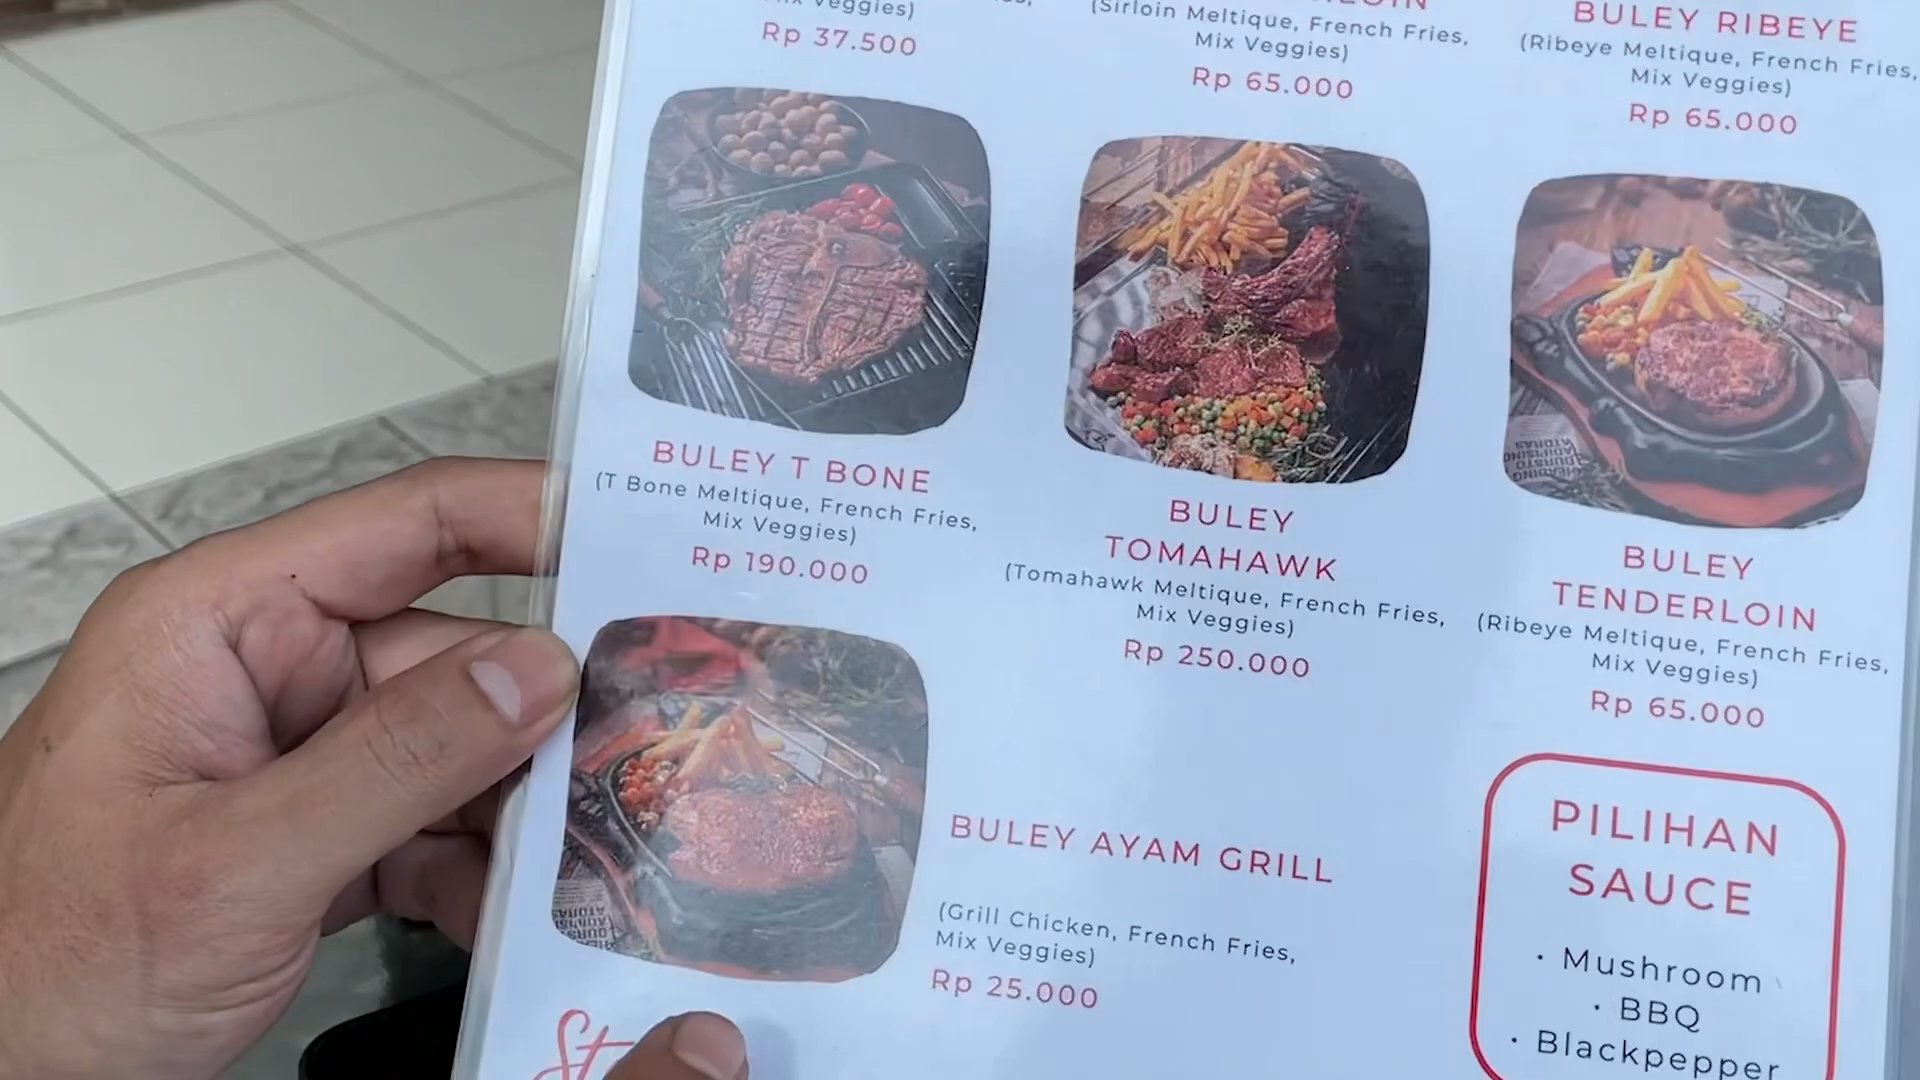 Veggies)
Rp 37.500
(Sirloin Meltique, French Fries,
Mix Veggies)
Rp 65.000
BULEY RIBEYE
(Ribeye Meltique, French Fries,
Mix Veggies)
Rp 65.000
BULEY T BONE
(T Bone Meltique, French Fries,
Mix Veggies)
Rp 190.000
BULEY
TOMAHAWK
(Tomahawk Meltique, French Fries,
Mix Veggies)
Rp 250.000
BULEY
TENDERLOIN
(Ribeye Meltique, French Fries,
Mix Veggies)
Rp 65.000
BULEY AYAM GRILL
(Grill Chicken, French Fries,
Mix Veggies)
Rp 25.000
PILIHAN
SAUCE
• Mushroom
• BBQ
• Blackpepper